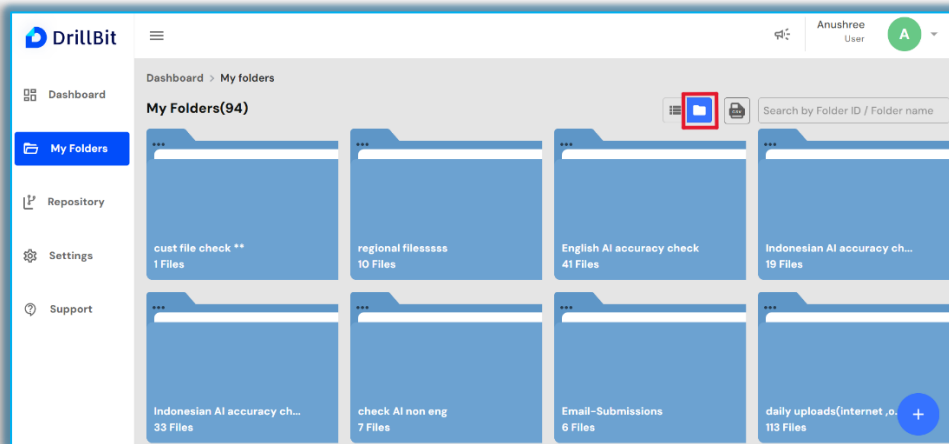 DrillBit
Anushree
User
A
Dashboard > My folders
Dashboard
My Folders(94)
CSV
Search by Folder ID / Folder name
My Folders
Repository
Settings
Support
cust file check **
1 Files
regional filesssss
10 Files
English AI accuracy check
41 Files
Indonesian AI accuracy ch...
19 Files
Indonesian AI accuracy ch...
33 Files
check AI non eng
7 Files
Email-Submissions
6 Files
daily uploads(internet ,o..
113 Files
+